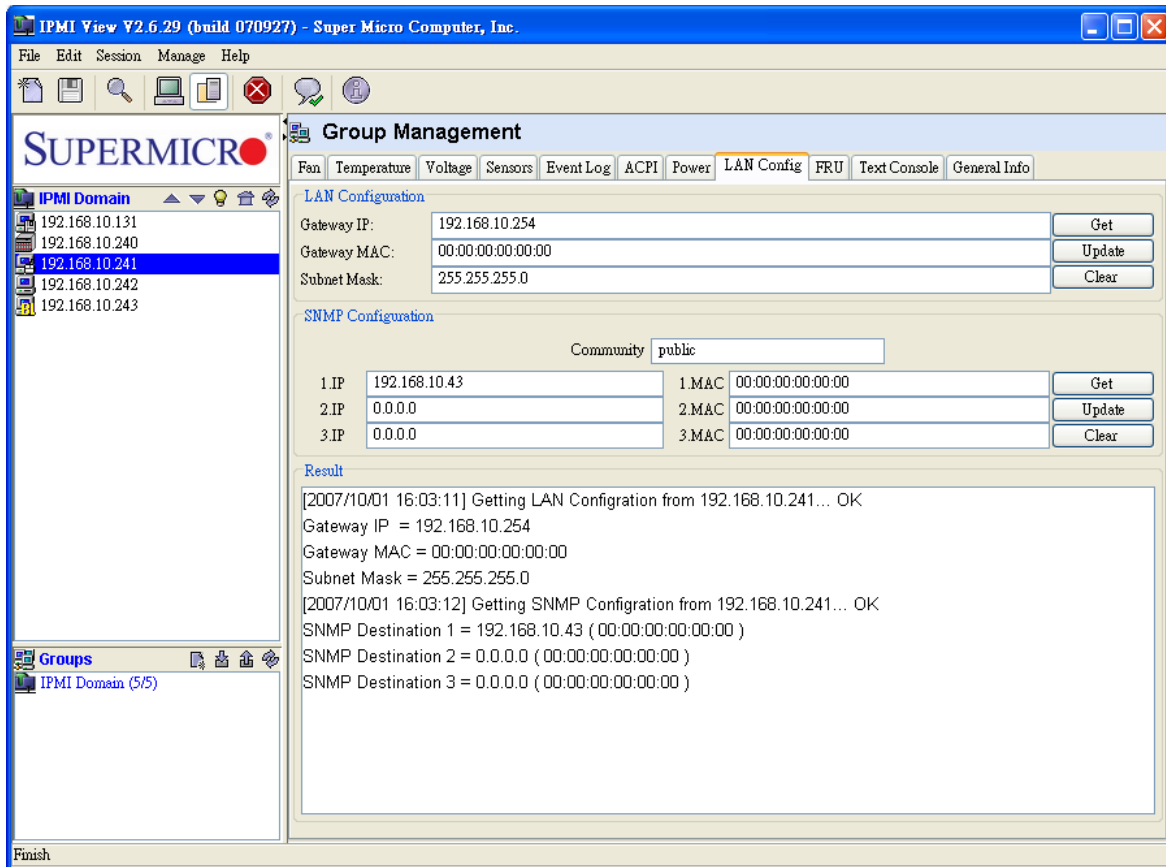 IPMI View V2.6.29 (build 070927) - Super Micro Computer, Inc.
File Edit Session Manage Help
SUPERMICRO®
Group Management
Fan Temperature Voltage Sensors Event Log ACPI Power LAN Config FRU Text Console General Info
IPMI Domain
192.168.10.131
192.168.10.240
192.168.10.241
192.168.10.242
192.168.10.243
LAN Configuration
Gateway IP: 192.168.10.254 Get
Gateway MAC: 00:00:00:00:00:00 Update
Subnet Mask: 255.255.255.0 Clear
SNMP Configuration
Community public
1.IP 192.168.10.43 1.MAC 00:00:00:00:00:00 Get
2.IP 0.0.0.0 2.MAC 00:00:00:00:00:00 Update
3.IP 0.0.0.0 3.MAC 00:00:00:00:00:00 Clear
Result
[2007/10/01 16:03:11] Getting LAN Configration from 192.168.10.241... OK
Gateway IP = 192.168.10.254
Gateway MAC = 00:00:00:00:00:00
Subnet Mask = 255.255.255.0
[2007/10/01 16:03:12] Getting SNMP Configration from 192.168.10.241... OK
SNMP Destination 1 = 192.168.10.43 ( 00:00:00:00:00:00 )
SNMP Destination 2 = 0.0.0.0 ( 00:00:00:00:00:00 )
SNMP Destination 3 = 0.0.0.0 ( 00:00:00:00:00:00 )
Groups
IPMI Domain (5/5)
Finish